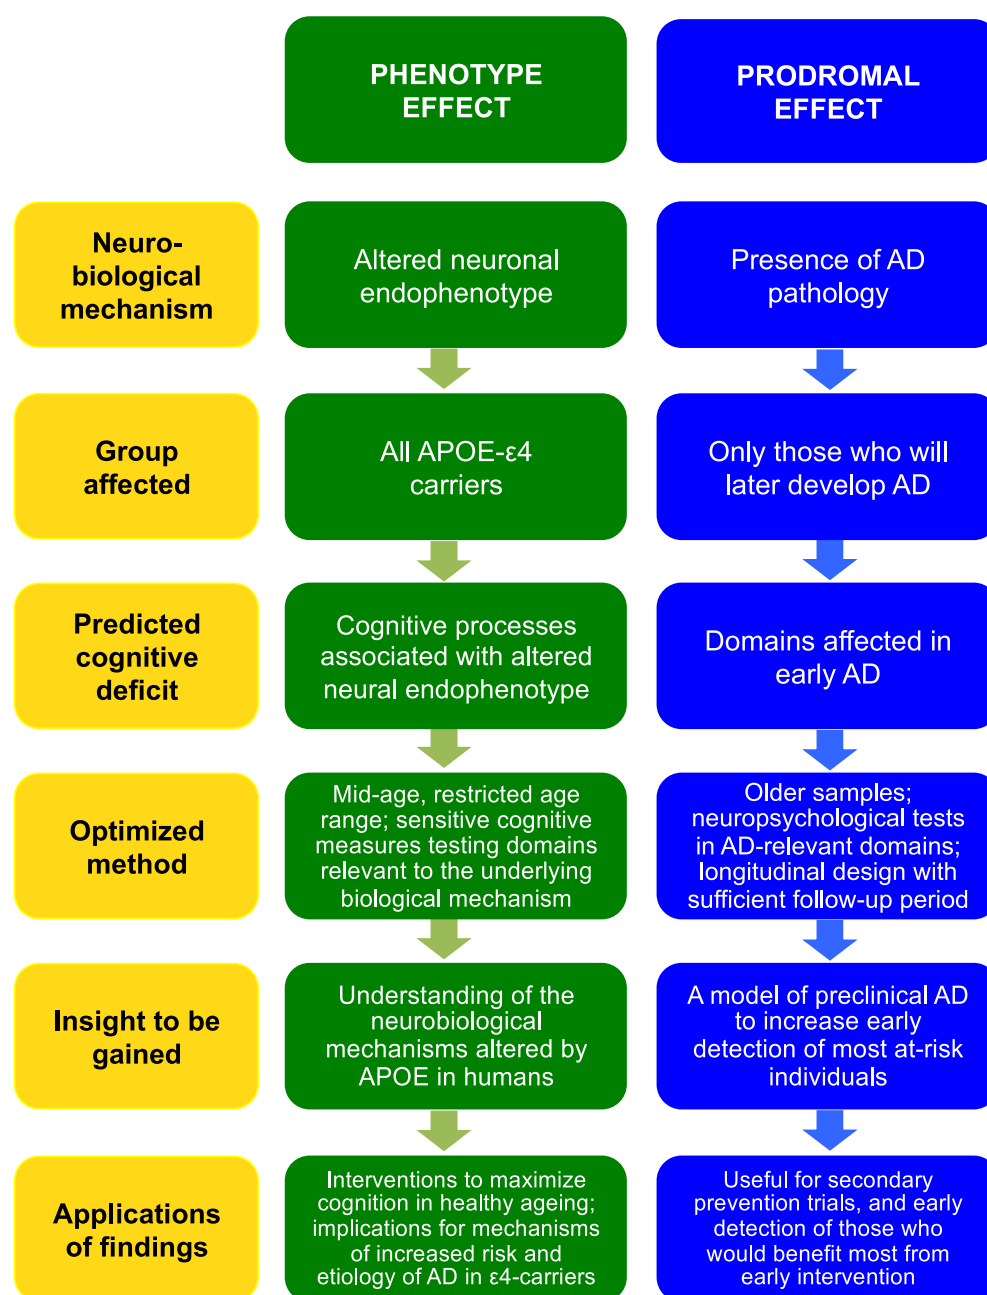 PHENOTYPE
EFFECT
PRODROMAL
EFFECT
Neuro-
biological
mechanism
Altered neuronal
endophenotype
Presence of AD
pathology
Group
affected
All APOE-ε4
carriers
Only those who will
later develop AD
Predicted
cognitive
deficit
Cognitive processes
associated with altered
neural endophenotype
Domains affected in
early AD
Optimized
method
Mid-age, restricted age
range; sensitive cognitive
measures testing domains
relevant to the underlying
biological mechanism
Older samples;
neuropsychological tests
in AD-relevant domains;
longitudinal design with
sufficient follow-up period
Insight to be
gained
Understanding of the
neurobiological
mechanisms altered by
APOE in humans
A model of preclinical AD
to increase early
detection of most at-risk
individuals
Applications
of findings
Interventions to maximize
cognition in healthy ageing;
implications for mechanisms
of increased risk and
etiology of AD in ε4-carriers
Useful for secondary
prevention trials, and early
detection of those who
would benefit most from
early intervention